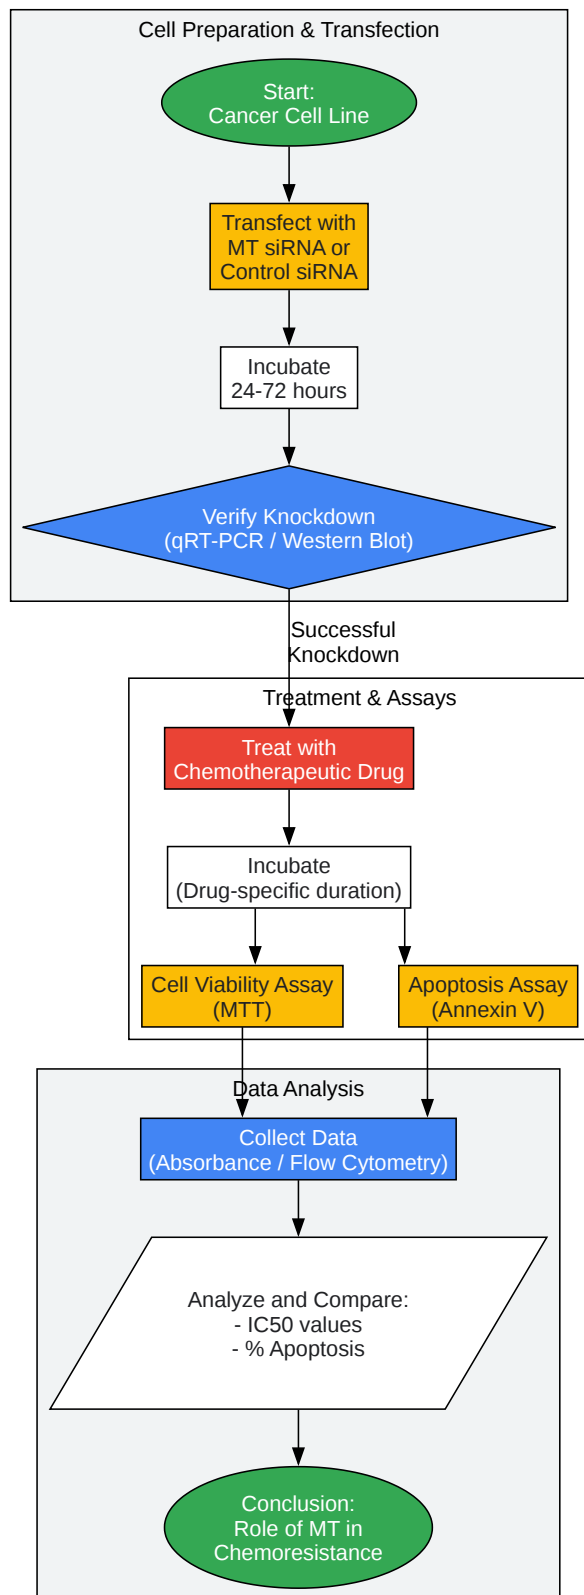 Cell Preparation & Transfection
Start:
Cancer Cell Line
Transfect with
MT siRNA or
Control siRNA
Incubate
24-72 hours
Verify Knockdown
(qRT-PCR / Western Blot)
Successful
Knockdown
Treatment & Assays
Treat with
Chemotherapeutic Drug
Incubate
(Drug-specific duration)
Cell Viability Assay
(MTT)
Apoptosis Assay
(Annexin V)
Data Analysis
Collect Data
(Absorbance / Flow Cytometry)
Analyze and Compare:
- IC50 values
- % Apoptosis
Conclusion:
Role of MT in
Chemoresistance